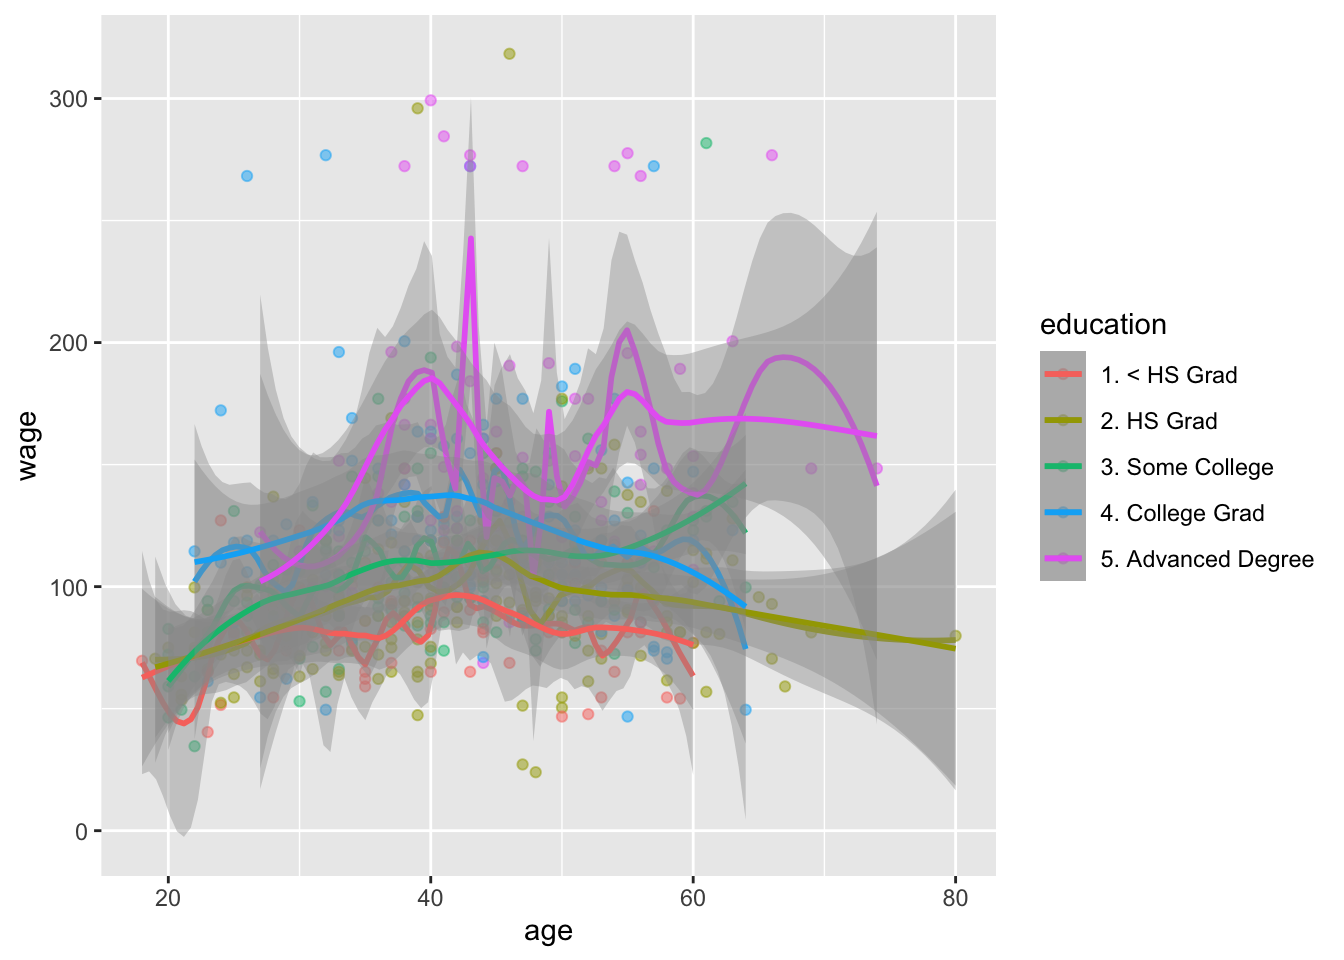 300
200
100
0
wage
20
40
60
80
age
education
1. < HS Grad
2. HS Grad
3. Some College
4. College Grad
5. Advanced Degree